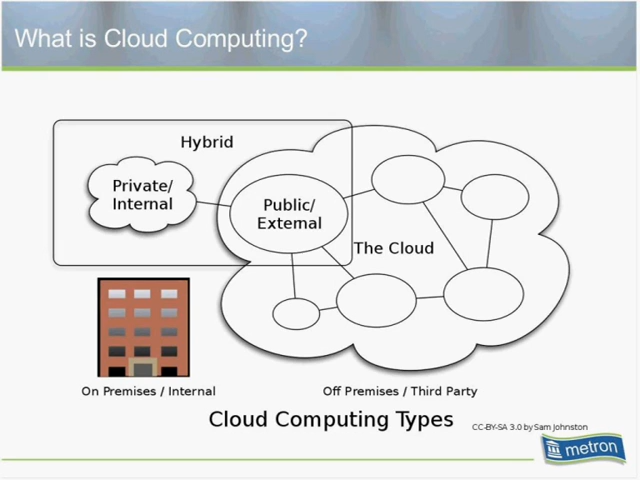 What is Cloud Computing?
Hybrid
Private/
Internal
Public/
External
The Cloud
On Premises / Internal
Off Premises / Third Party
Cloud Computing Types
CC-BY-SA 3.0 by Sam Johnston
metron